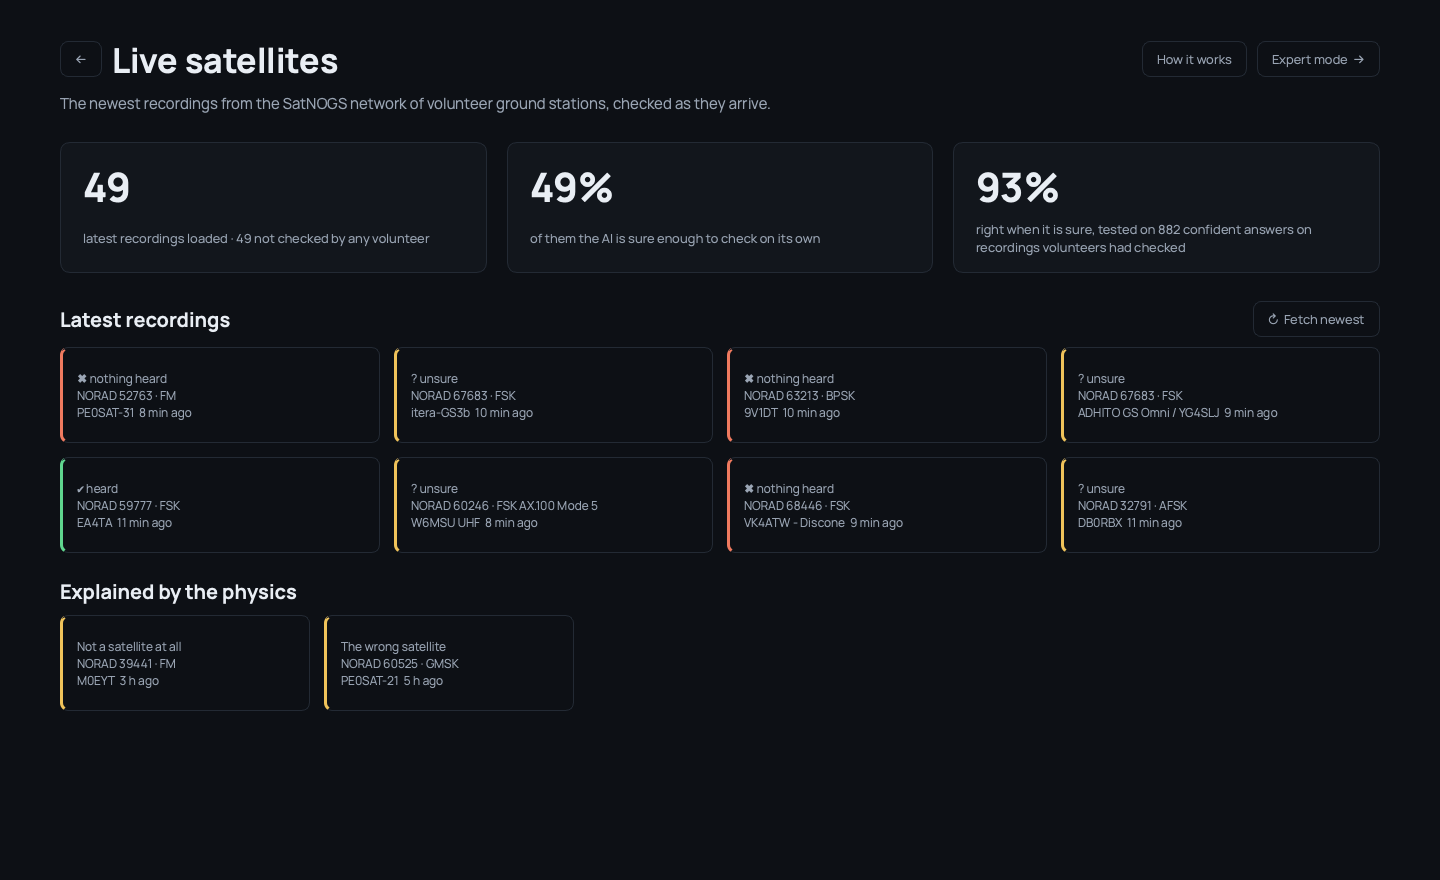 ←
Live satellites
How it works
Expert mode →
The newest recordings from the SatNOGS network of volunteer ground stations, checked as they arrive.
49
latest recordings loaded · 49 not checked by any volunteer
49%
of them the AI is sure enough to check on its own
93%
right when it is sure, tested on 882 confident answers on
recordings volunteers had checked
Latest recordings
↻ Fetch newest
✖ nothing heard
NORAD 52763 · FM
PE0SAT-31 8 min ago
? unsure
NORAD 67683 · FSK
itera-GS3b 10 min ago
✖ nothing heard
NORAD 63213 · BPSK
9V1DT 10 min ago
? unsure
NORAD 67683 · FSK
ADHITO GS Omni / YG4SLJ 9 min ago
✔ heard
NORAD 59777 · FSK
EA4TA 11 min ago
? unsure
NORAD 60246 · FSK AX.100 Mode 5
W6MSU UHF 8 min ago
✖ nothing heard
NORAD 68446 · FSK
VK4ATW - Discone 9 min ago
? unsure
NORAD 32791 · AFSK
DB0RBX 11 min ago
Explained by the physics
Not a satellite at all
NORAD 39441 · FM
M0EYT 3 h ago
The wrong satellite
NORAD 60525 · GMSK
PE0SAT-21 5 h ago